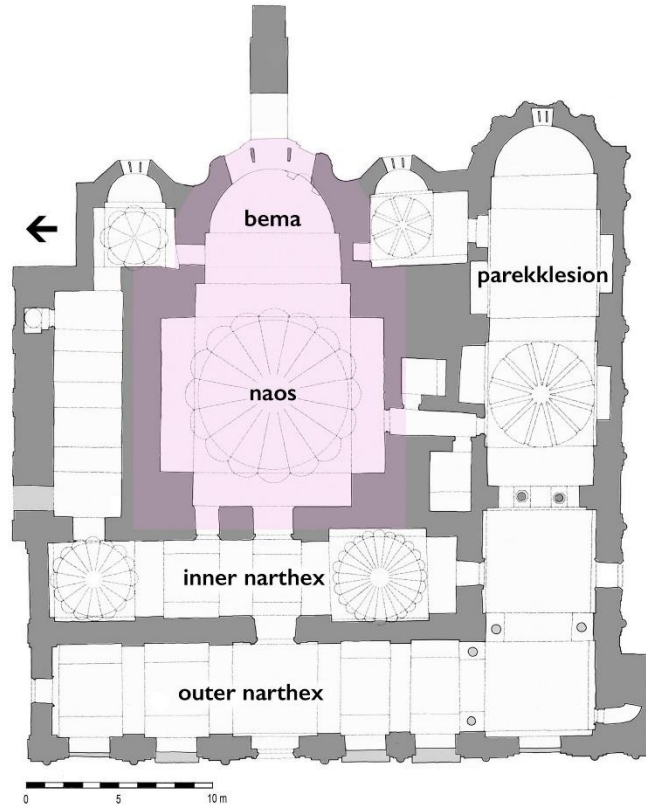 bema
parekklesion
naos
inner narthex
outer narthex
0 5 10 m